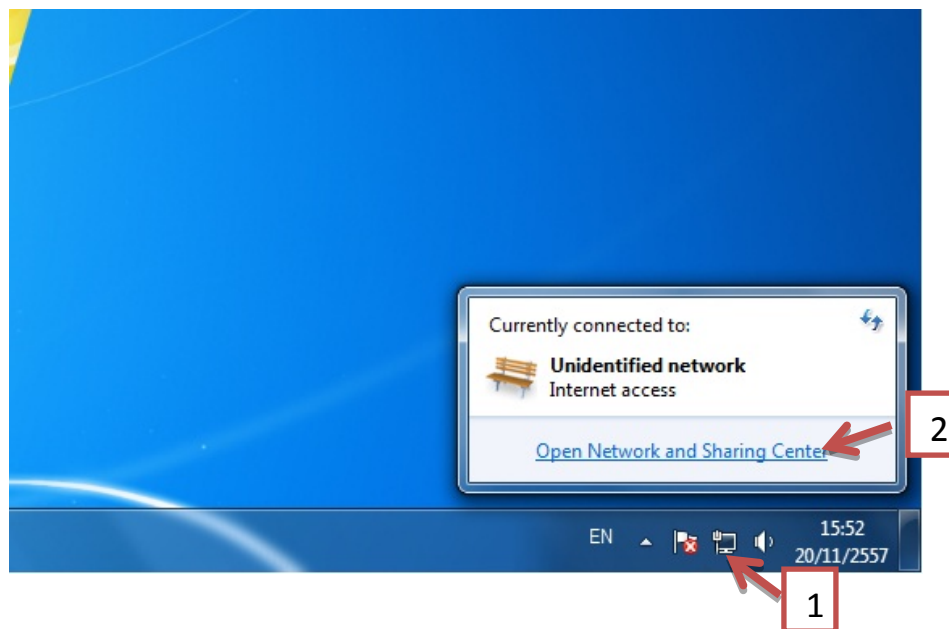 Currently connected to:
Unidentified network
Internet access
Open Network and Sharing Center
2
EN
15:52
20/11/2557
1